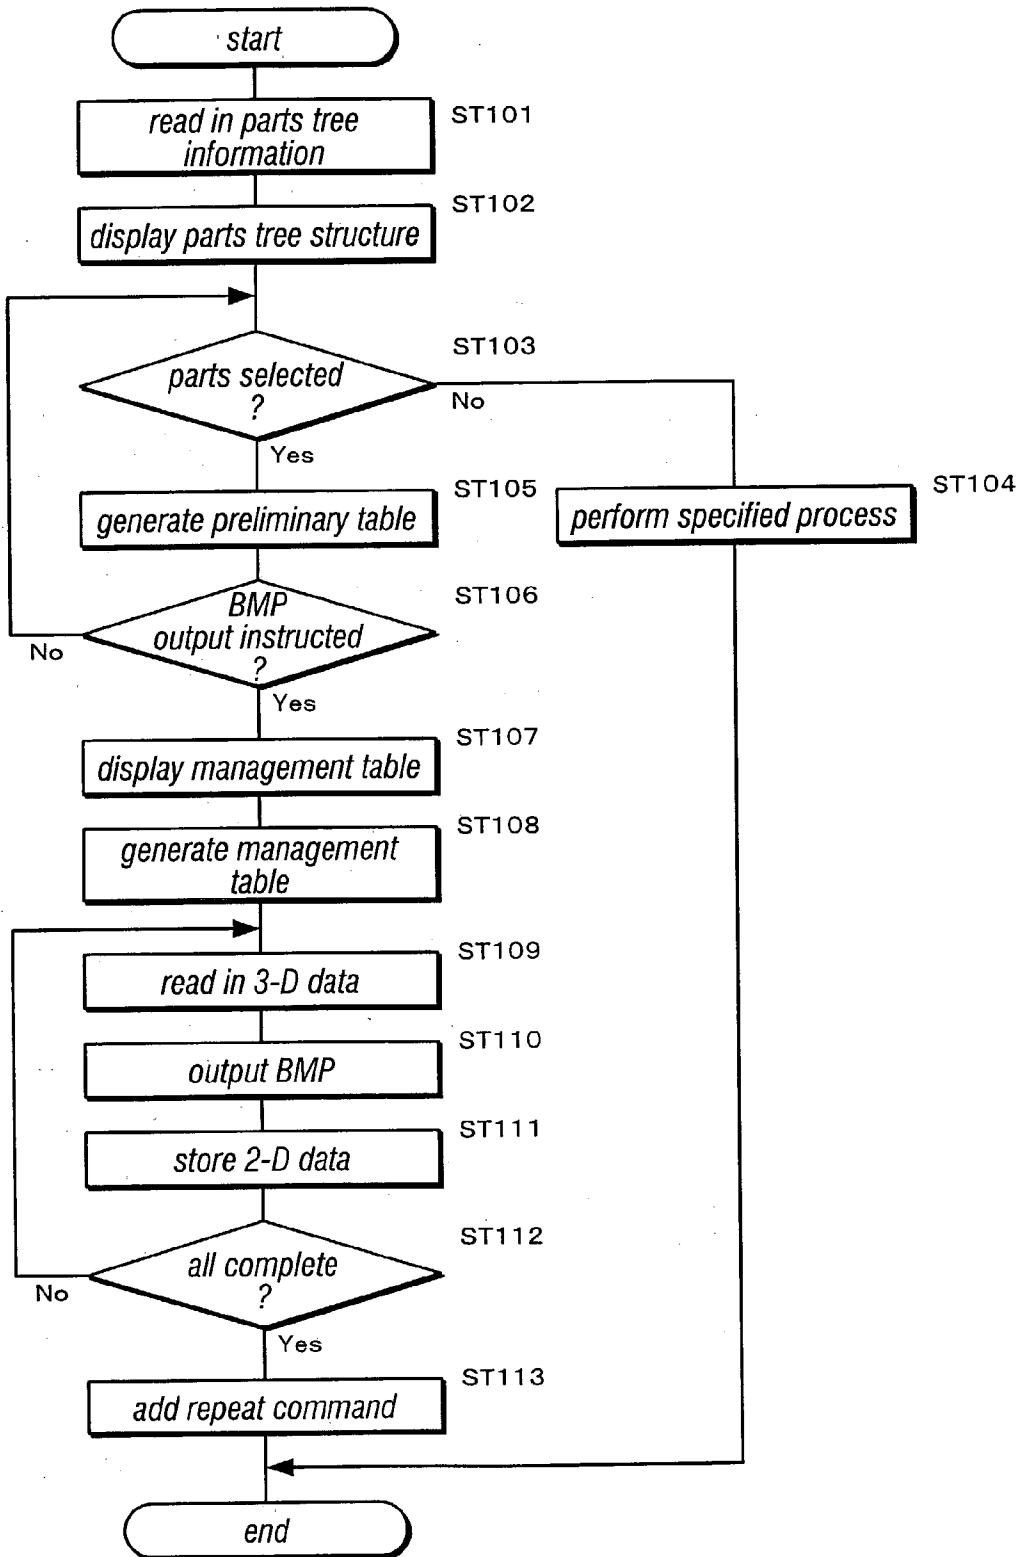 start
read in parts tree
information
ST101
display parts tree structure
ST102
parts selected
?
ST103
No
Yes
generate preliminary table
ST105
perform specified process
ST104
BMP
output instructed
?
ST106
No
Yes
display management table
ST107
generate management
table
ST108
read in 3-D data
ST109
output BMP
ST110
store 2-D data
ST111
all complete
?
ST112
No
Yes
add repeat command
ST113
end